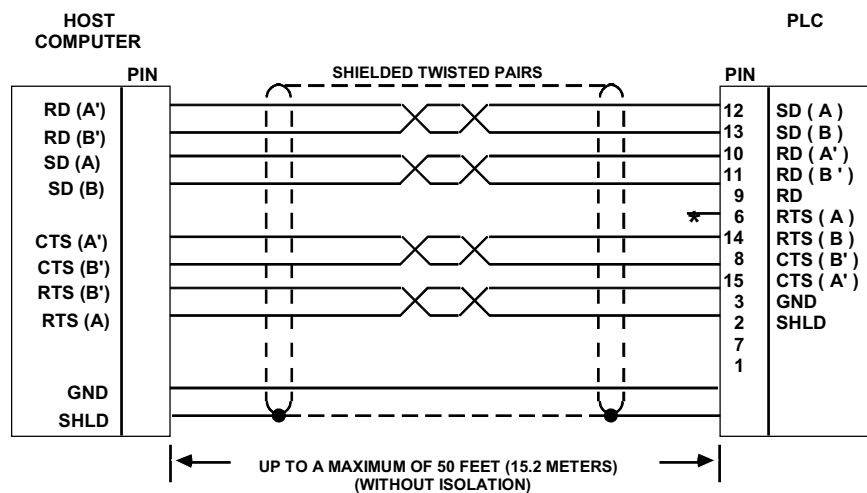 HOST
COMPUTER
PLC
PIN
SHIELDED TWISTED PAIRS
PIN
RD (A')
12
SD ( A )
RD (B')
13
SD ( B )
SD (A)
10
RD ( A' )
SD (B)
11
RD ( B ' )
9
RD
*
6
RTS ( A )
CTS (A')
14
RTS ( B )
CTS (B')
8
CTS ( B' )
RTS (B')
15
CTS ( A' )
3
GND
RTS (A)
2
SHLD
7
1
GND
SHLD
UP TO A MAXIMUM OF 50 FEET (15.2 METERS)
(WITHOUT ISOLATION)